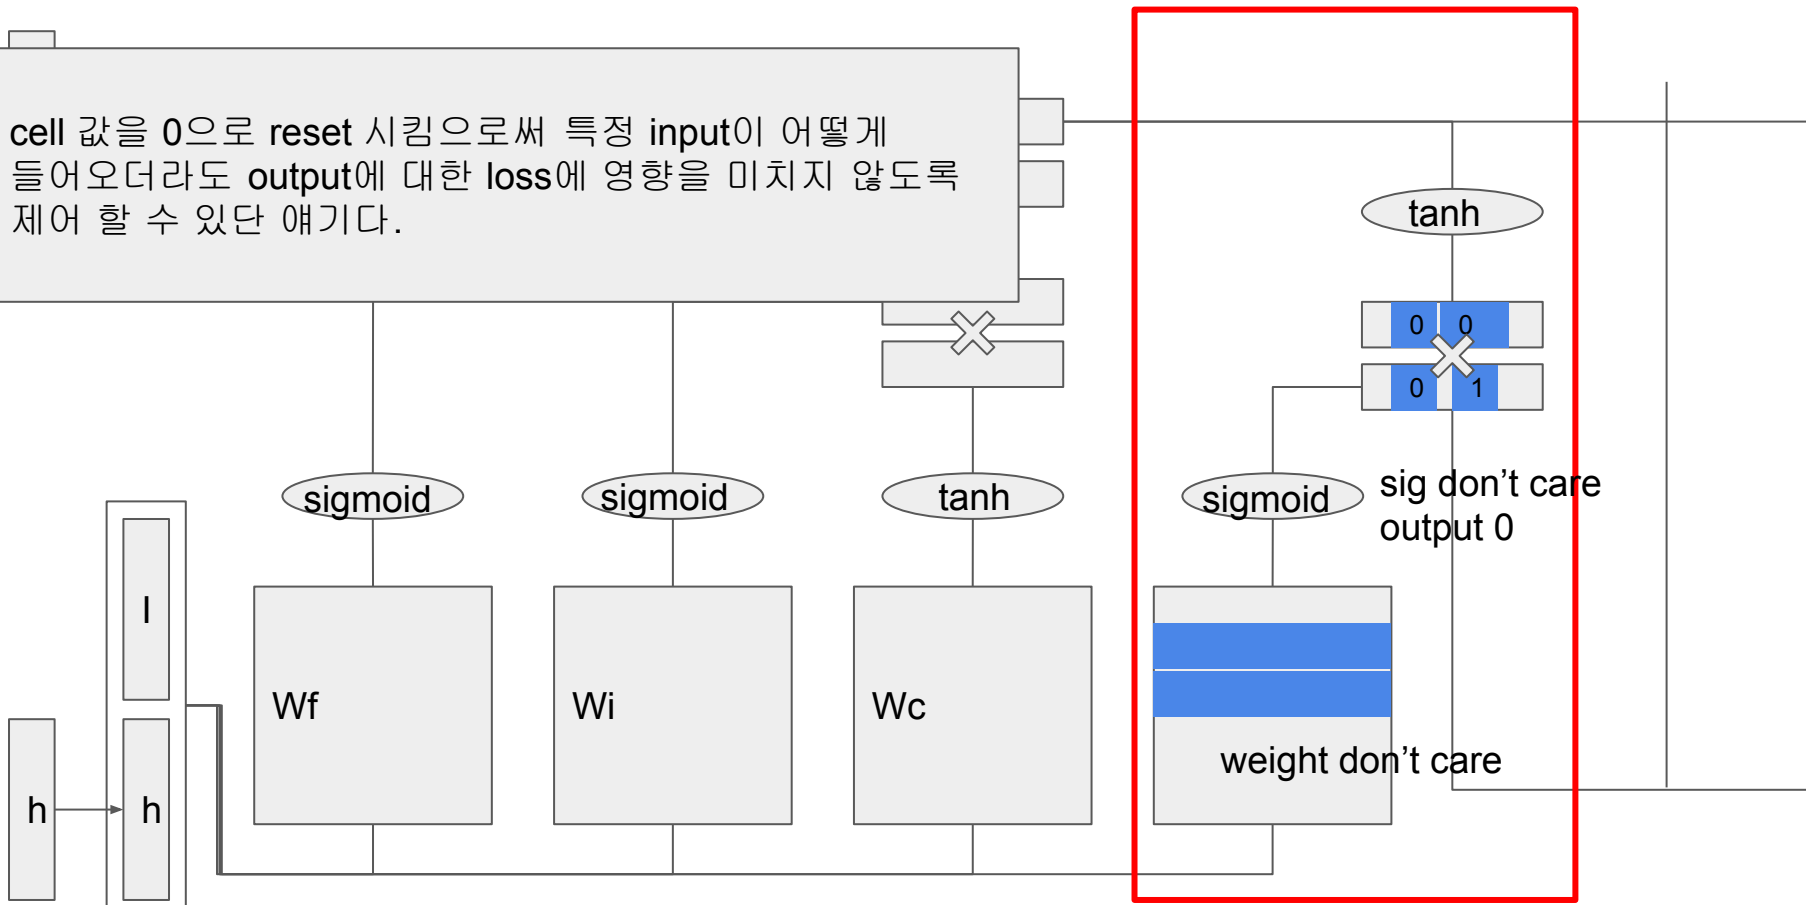 cell 값을 0으로 reset 시킴으로써 특정 input이 어떻게
들어오더라도 output에 대한 loss에 영향을 미치지 않도록
제어 할 수 있단 얘기다.
tanh
0 0
0 1
sigmoid
sigmoid
tanh
sigmoid
sig don’t care
output 0
I
Wf
Wi
Wc
weight don’t care
h
h